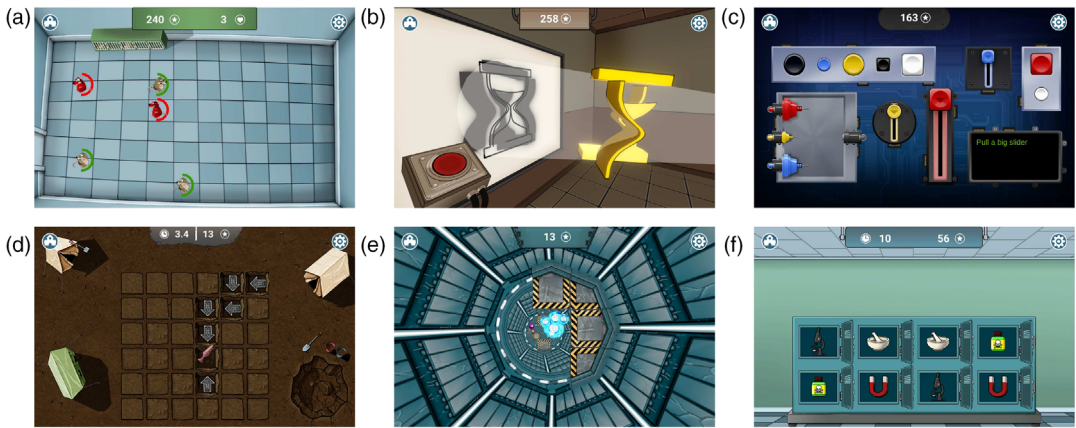 (a)
240
3
(b)
258
(c)
163
Pull a big slider
(d)
3.4 | 13
(e)
13
(f)
10 56